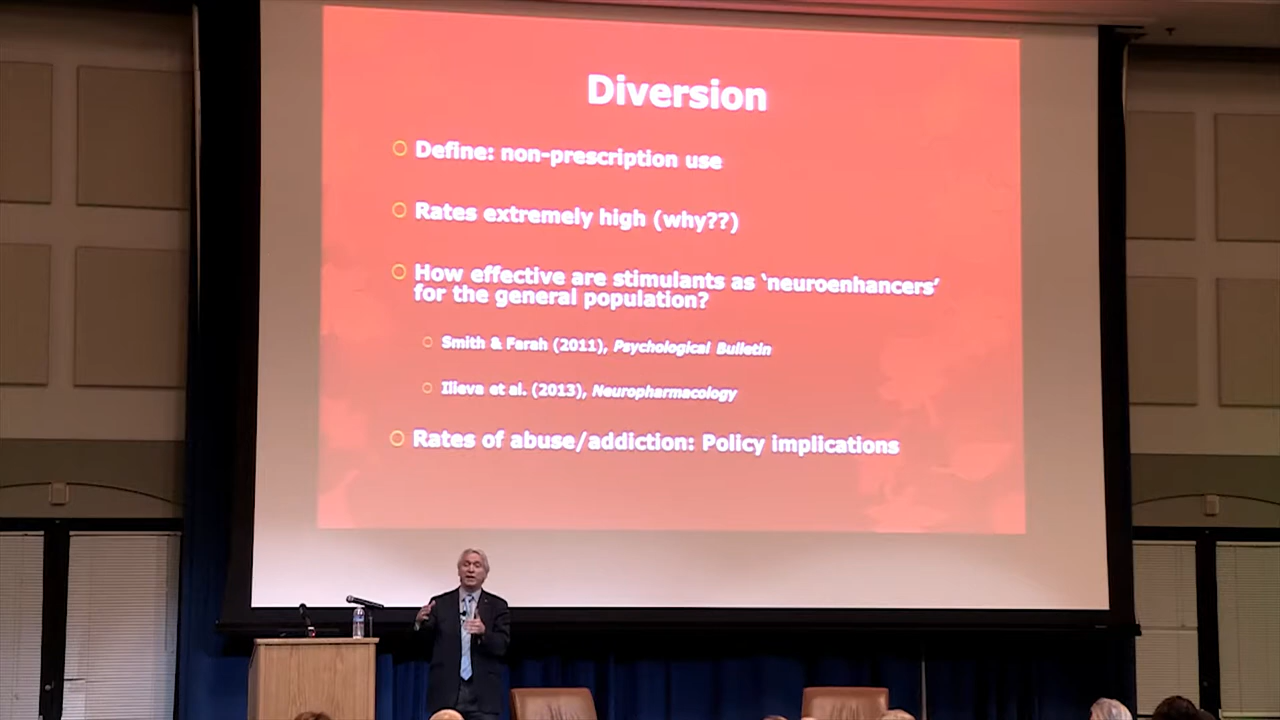 Diversion
Define: non-prescription use
Rates extremely high (why??)
How effective are stimulants as ‘neuroenhancers’
for the general population?
Smith & Farah (2011), Psychological Bulletin
Ilieva et al. (2013), Neuropharmacology
Rates of abuse/addiction: Policy implications